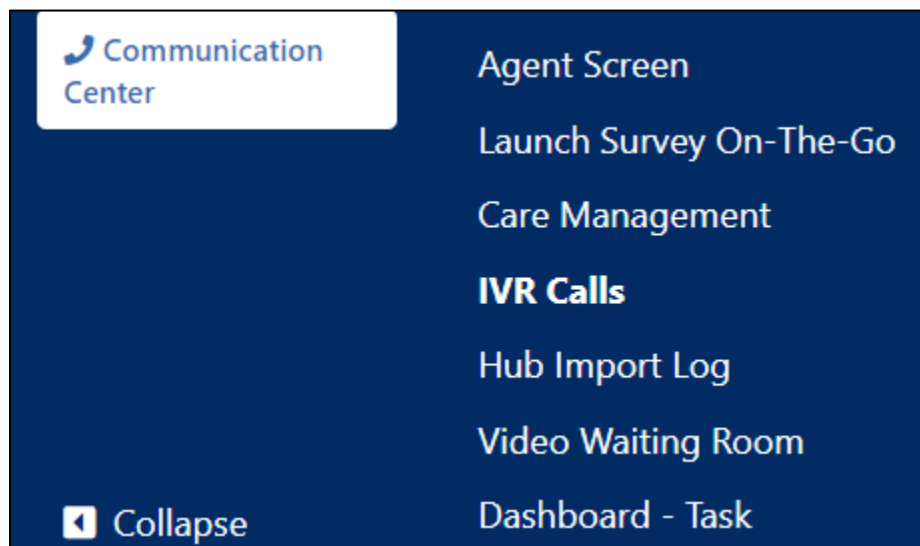 Communication
Center
Agent Screen
Launch Survey On-The-Go
Care Management
IVR Calls
Hub Import Log
Video Waiting Room
Dashboard - Task
Collapse